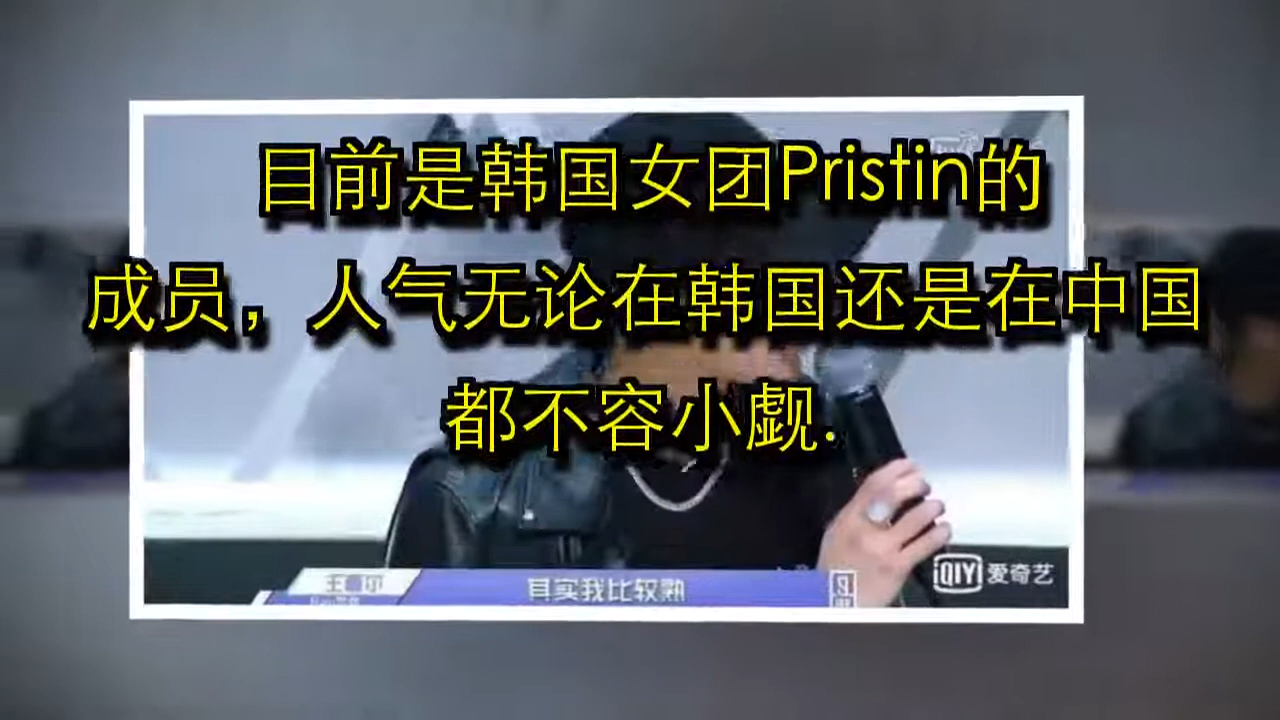 目前是韩国女团Pristin的
成员，人气无论在韩国还是在中国
都不容小觑.
其实我比较熟
iQIY 爱奇艺